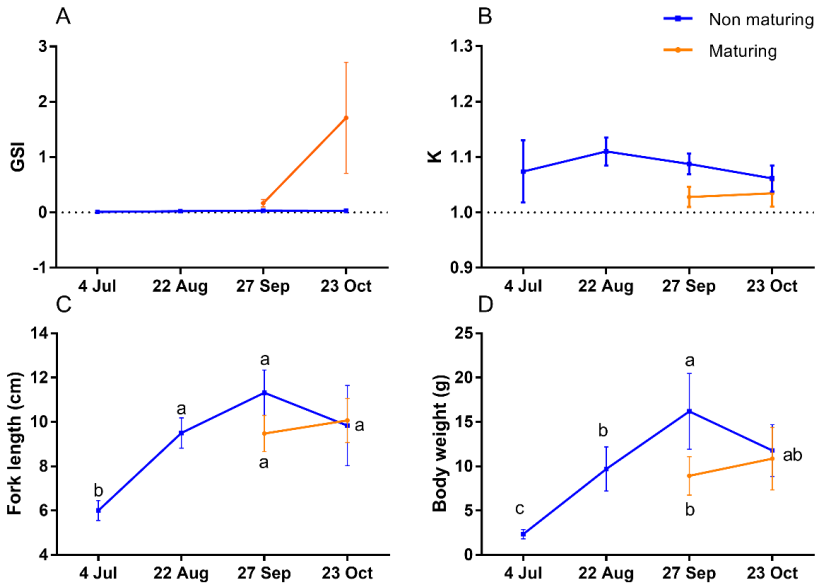 A
GSI
3
2
1
0
-1
4 Jul 22 Aug 27 Sep 23 Oct
B
Non maturing
Maturing
K
1.3
1.2
1.1
1.0
0.9
4 Jul 22 Aug 27 Sep 23 Oct
C
Fork length (cm)
14
12
10
8
6
4
b
a
a
a
a
4 Jul 22 Aug 27 Sep 23 Oct
D
Body weight (g)
25
20
15
10
5
0
c
b
a
b
ab
4 Jul 22 Aug 27 Sep 23 Oct